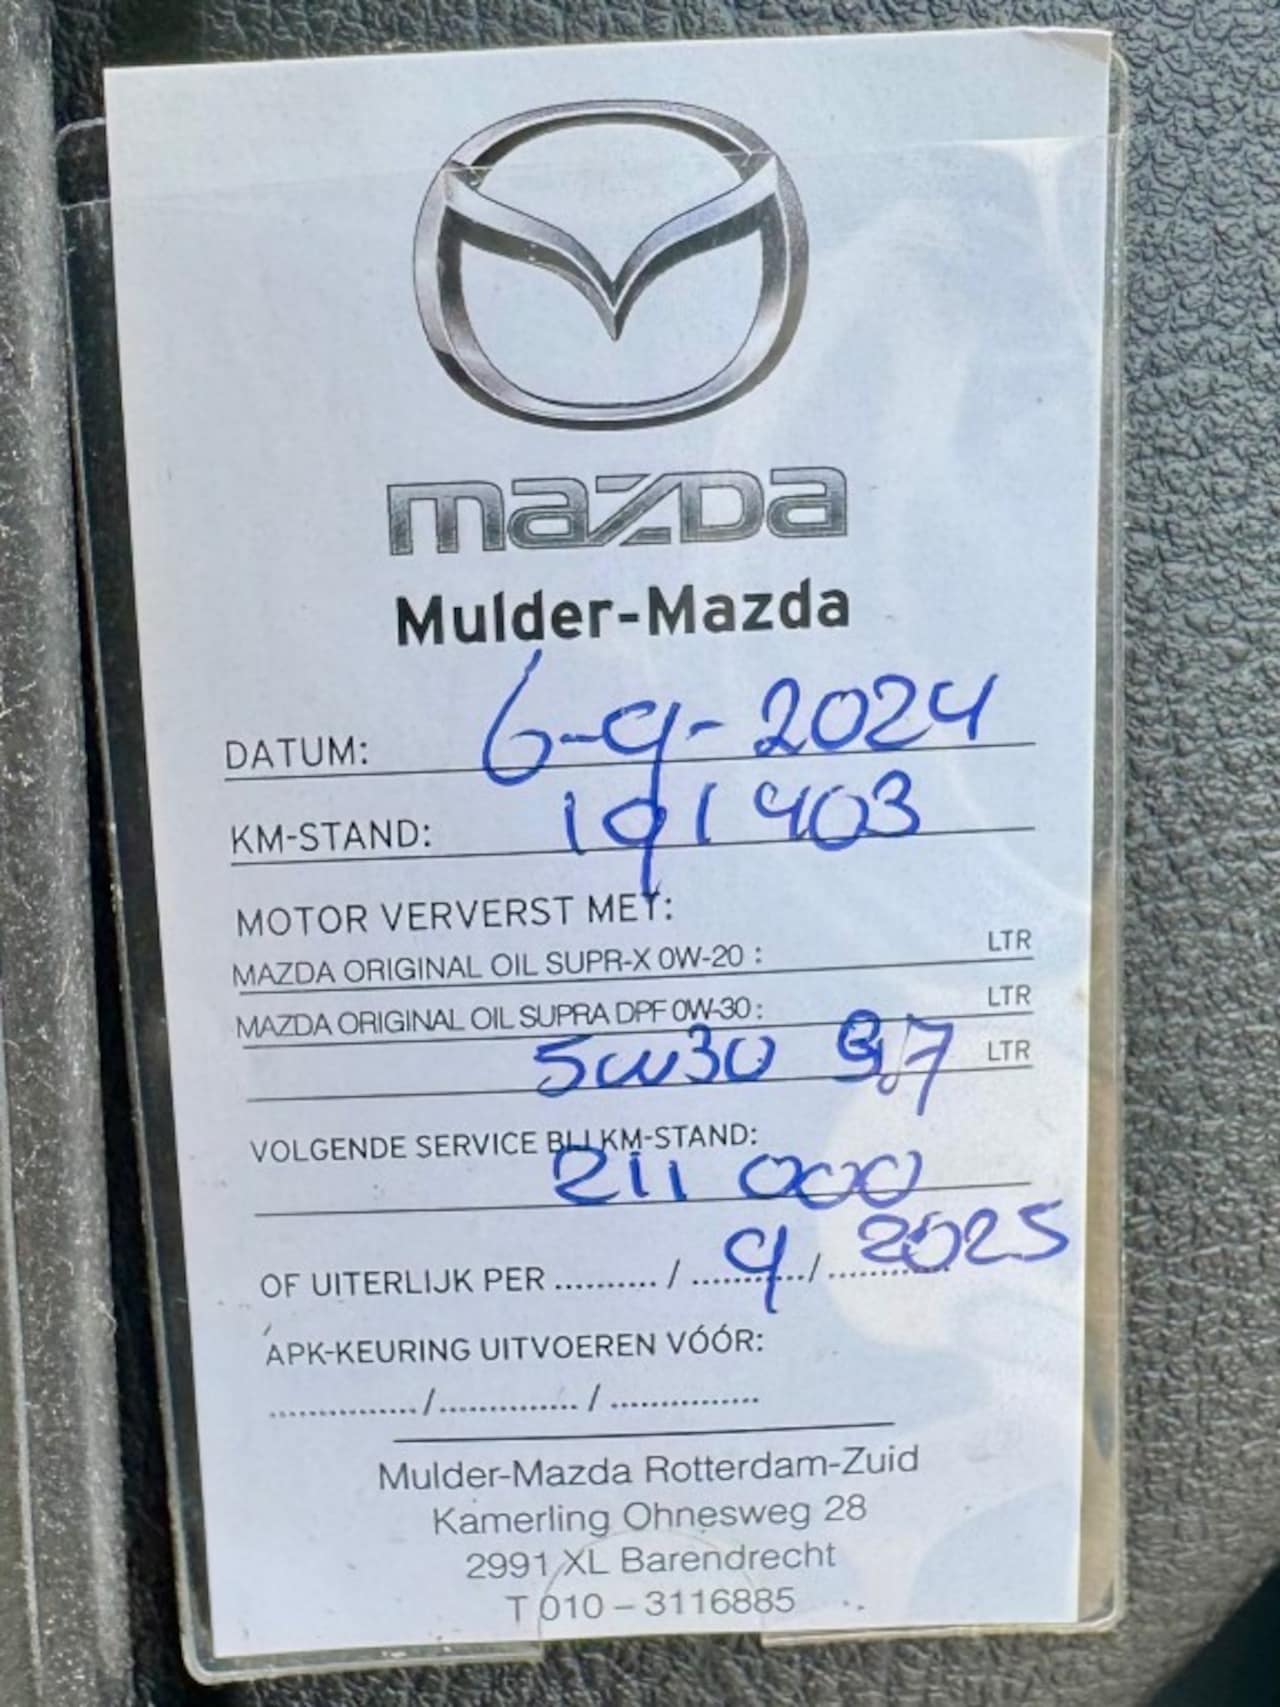 mazda
Mulder-Mazda
DATUM: 6-9-2024
KM-STAND: 191403
MOTOR VERVERST MET:
MAZDA ORIGINAL OIL SUPR-X 0W-20 : LTR
MAZDA ORIGINAL OIL SUPRA DPF 0W-30 : LTR
5W30 LTR
VOLGENDE SERVICE BIJ KM-STAND:
211 000
OF UITERLIJK PER .......... / 9 / 2025
APK-KEURING UITVOEREN VÓÓR:
.............. / .............. / ..............
Mulder-Mazda Rotterdam-Zuid
Kamerling Ohnesweg 28
2991 XL Barendrecht
T 010 – 3116885